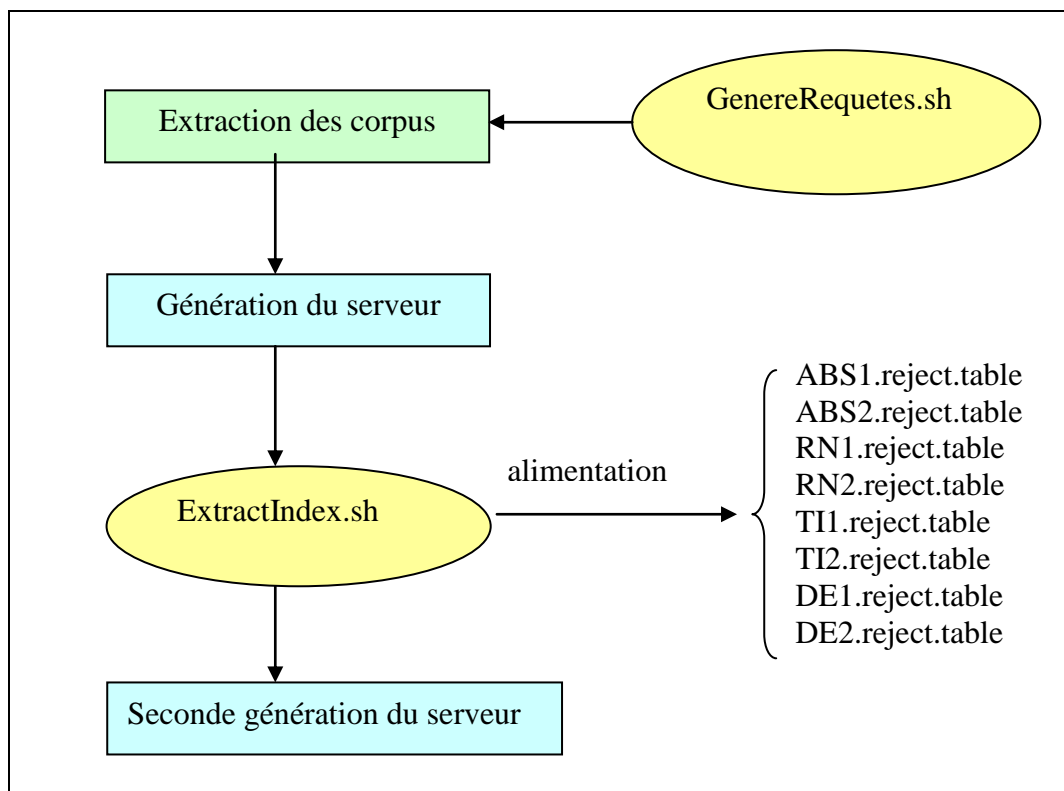 GenereRequetes.sh
Extraction des corpus
Génération du serveur
ExtractIndex.sh
alimentation
ABS1.reject.table
ABS2.reject.table
RN1.reject.table
RN2.reject.table
TI1.reject.table
TI2.reject.table
DE1.reject.table
DE2.reject.table
Seconde génération du serveur